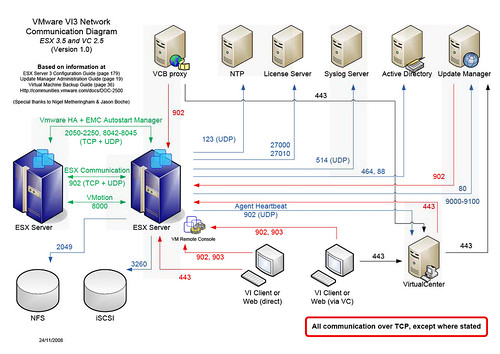 VMware VI3 Network
Communication Diagram
ESX 3.5 and VC 2.5
(Version 1.0)
Based on information at
ESX Server 3 Configuration Guide (page 179)
Update Manager Administration Guide (page 19)
Virtual Machine Backup Guide (page 36)
http://communities.vmware.com/docs/DOC-2500
(Special thanks to Nigel Metheringham & Jason Boche)
VCB proxy
NTP
License Server
Syslog Server
Active Directory
Update Manager
443
902
Vmware HA + EMC Autostart Manager
2050-2250, 8042-8045
(TCP + UDP)
123 (UDP)
27000
27010
514 (UDP)
464, 88
902
ESX Communication
902 (TCP + UDP)
VMotion
8000
80
9000-9100
443
Agent Heartbeat
902 (UDP)
ESX Server
ESX Server
VM Remote Console
902, 903
902, 903
443
2049
3260
443
443
VirtualCenter
VI Client or
Web (direct)
VI Client or
Web (via VC)
NFS
iSCSI
All communication over TCP, except where stated
24/11/2008